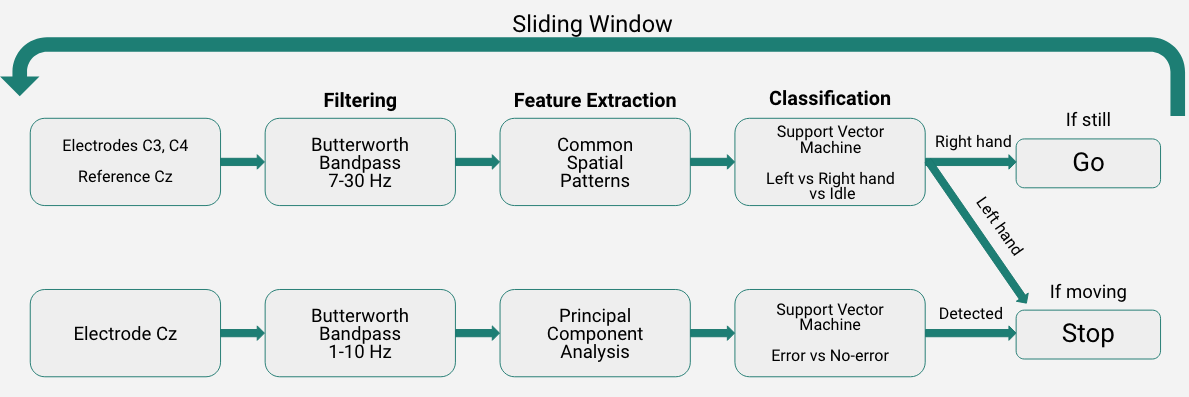 Sliding Window
Filtering
Feature Extraction
Classification
Electrodes C3, C4
Reference Cz
Butterworth
Bandpass
7-30 Hz
Common
Spatial
Patterns
Support Vector
Machine
Left vs Right hand
vs Idle
Right hand
If still
Go
Left hand
Electrode Cz
Butterworth
Bandpass
1-10 Hz
Principal
Component
Analysis
Support Vector
Machine
Error vs No-error
Detected
If moving
Stop